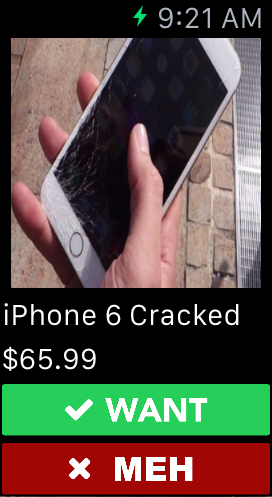 9:21 AM
iPhone 6 Cracked
$65.99
WANT
MEH